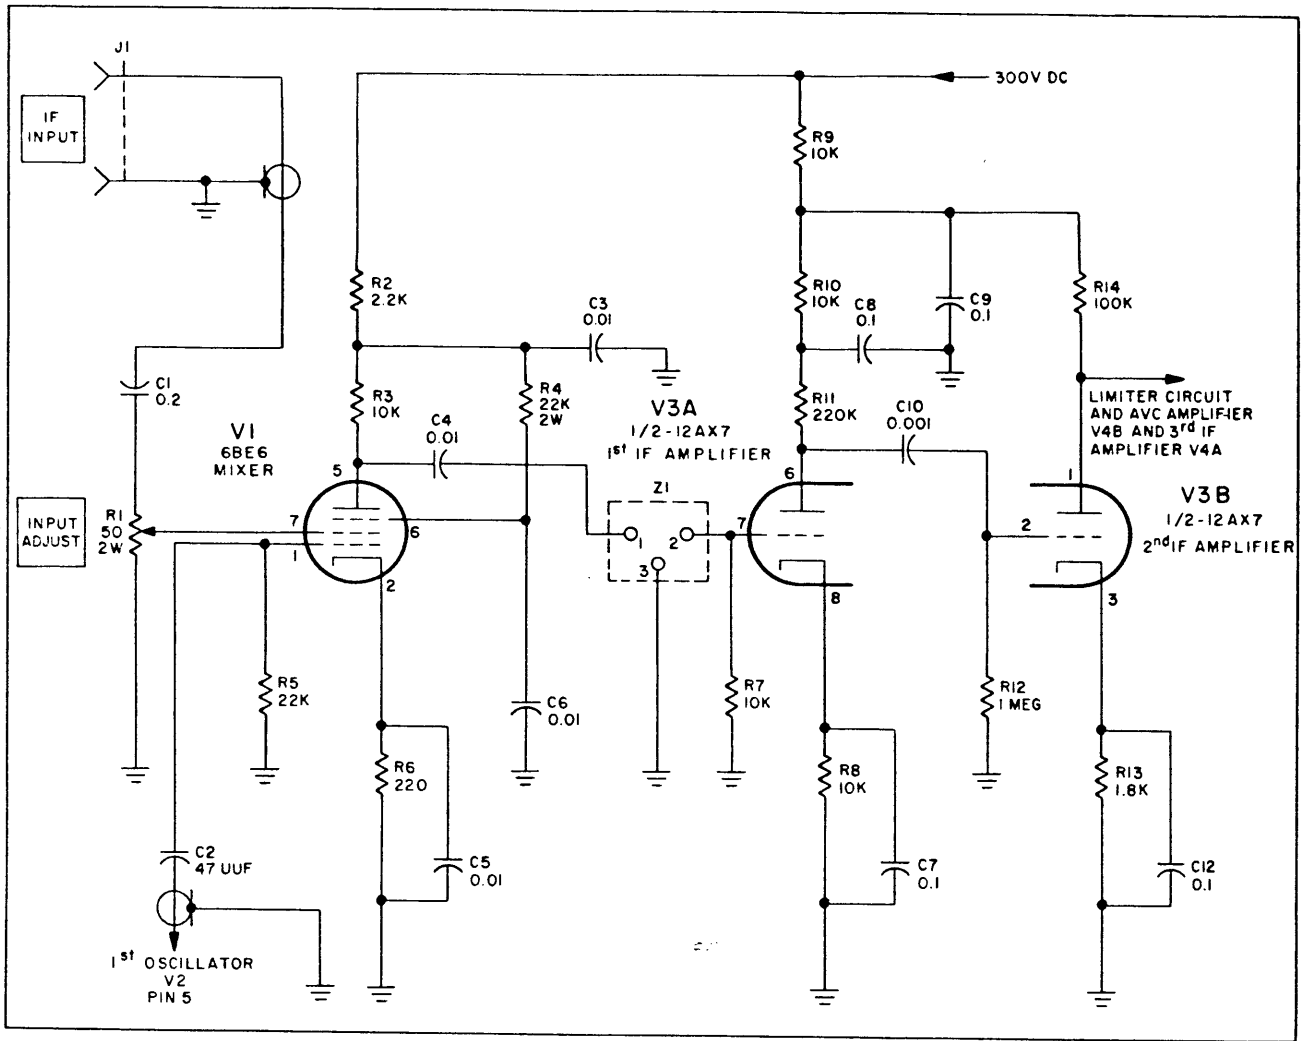 J1
IF
INPUT
300V DC
R9
10K
R2
2.2K
C3
0.01
R10
10K
C8
0.1
C9
0.1
R14
100K
C1
0.2
R3
10K
R4
22K
2W
R11
220K
V1
6BE6
MIXER
C4
0.01
V3A
1/2-12AX7
1st IF AMPLIFIER
C10
0.001
LIMITER CIRCUIT
AND AVC AMPLIFIER
V4B AND 3rd IF
AMPLIFIER V4A
5
Z1
6
1
V3B
1/2-12AX7
2nd IF AMPLIFIER
INPUT
ADJUST
R1
50
2W
7
1
6
2
1
2
3
7
8
2
3
R5
22K
C6
0.01
R7
10K
R12
1 MEG
R6
220
R8
10K
R13
1.8K
C2
47 UUF
C5
0.01
C7
0.1
C12
0.1
1st OSCILLATOR
V2
PIN 5